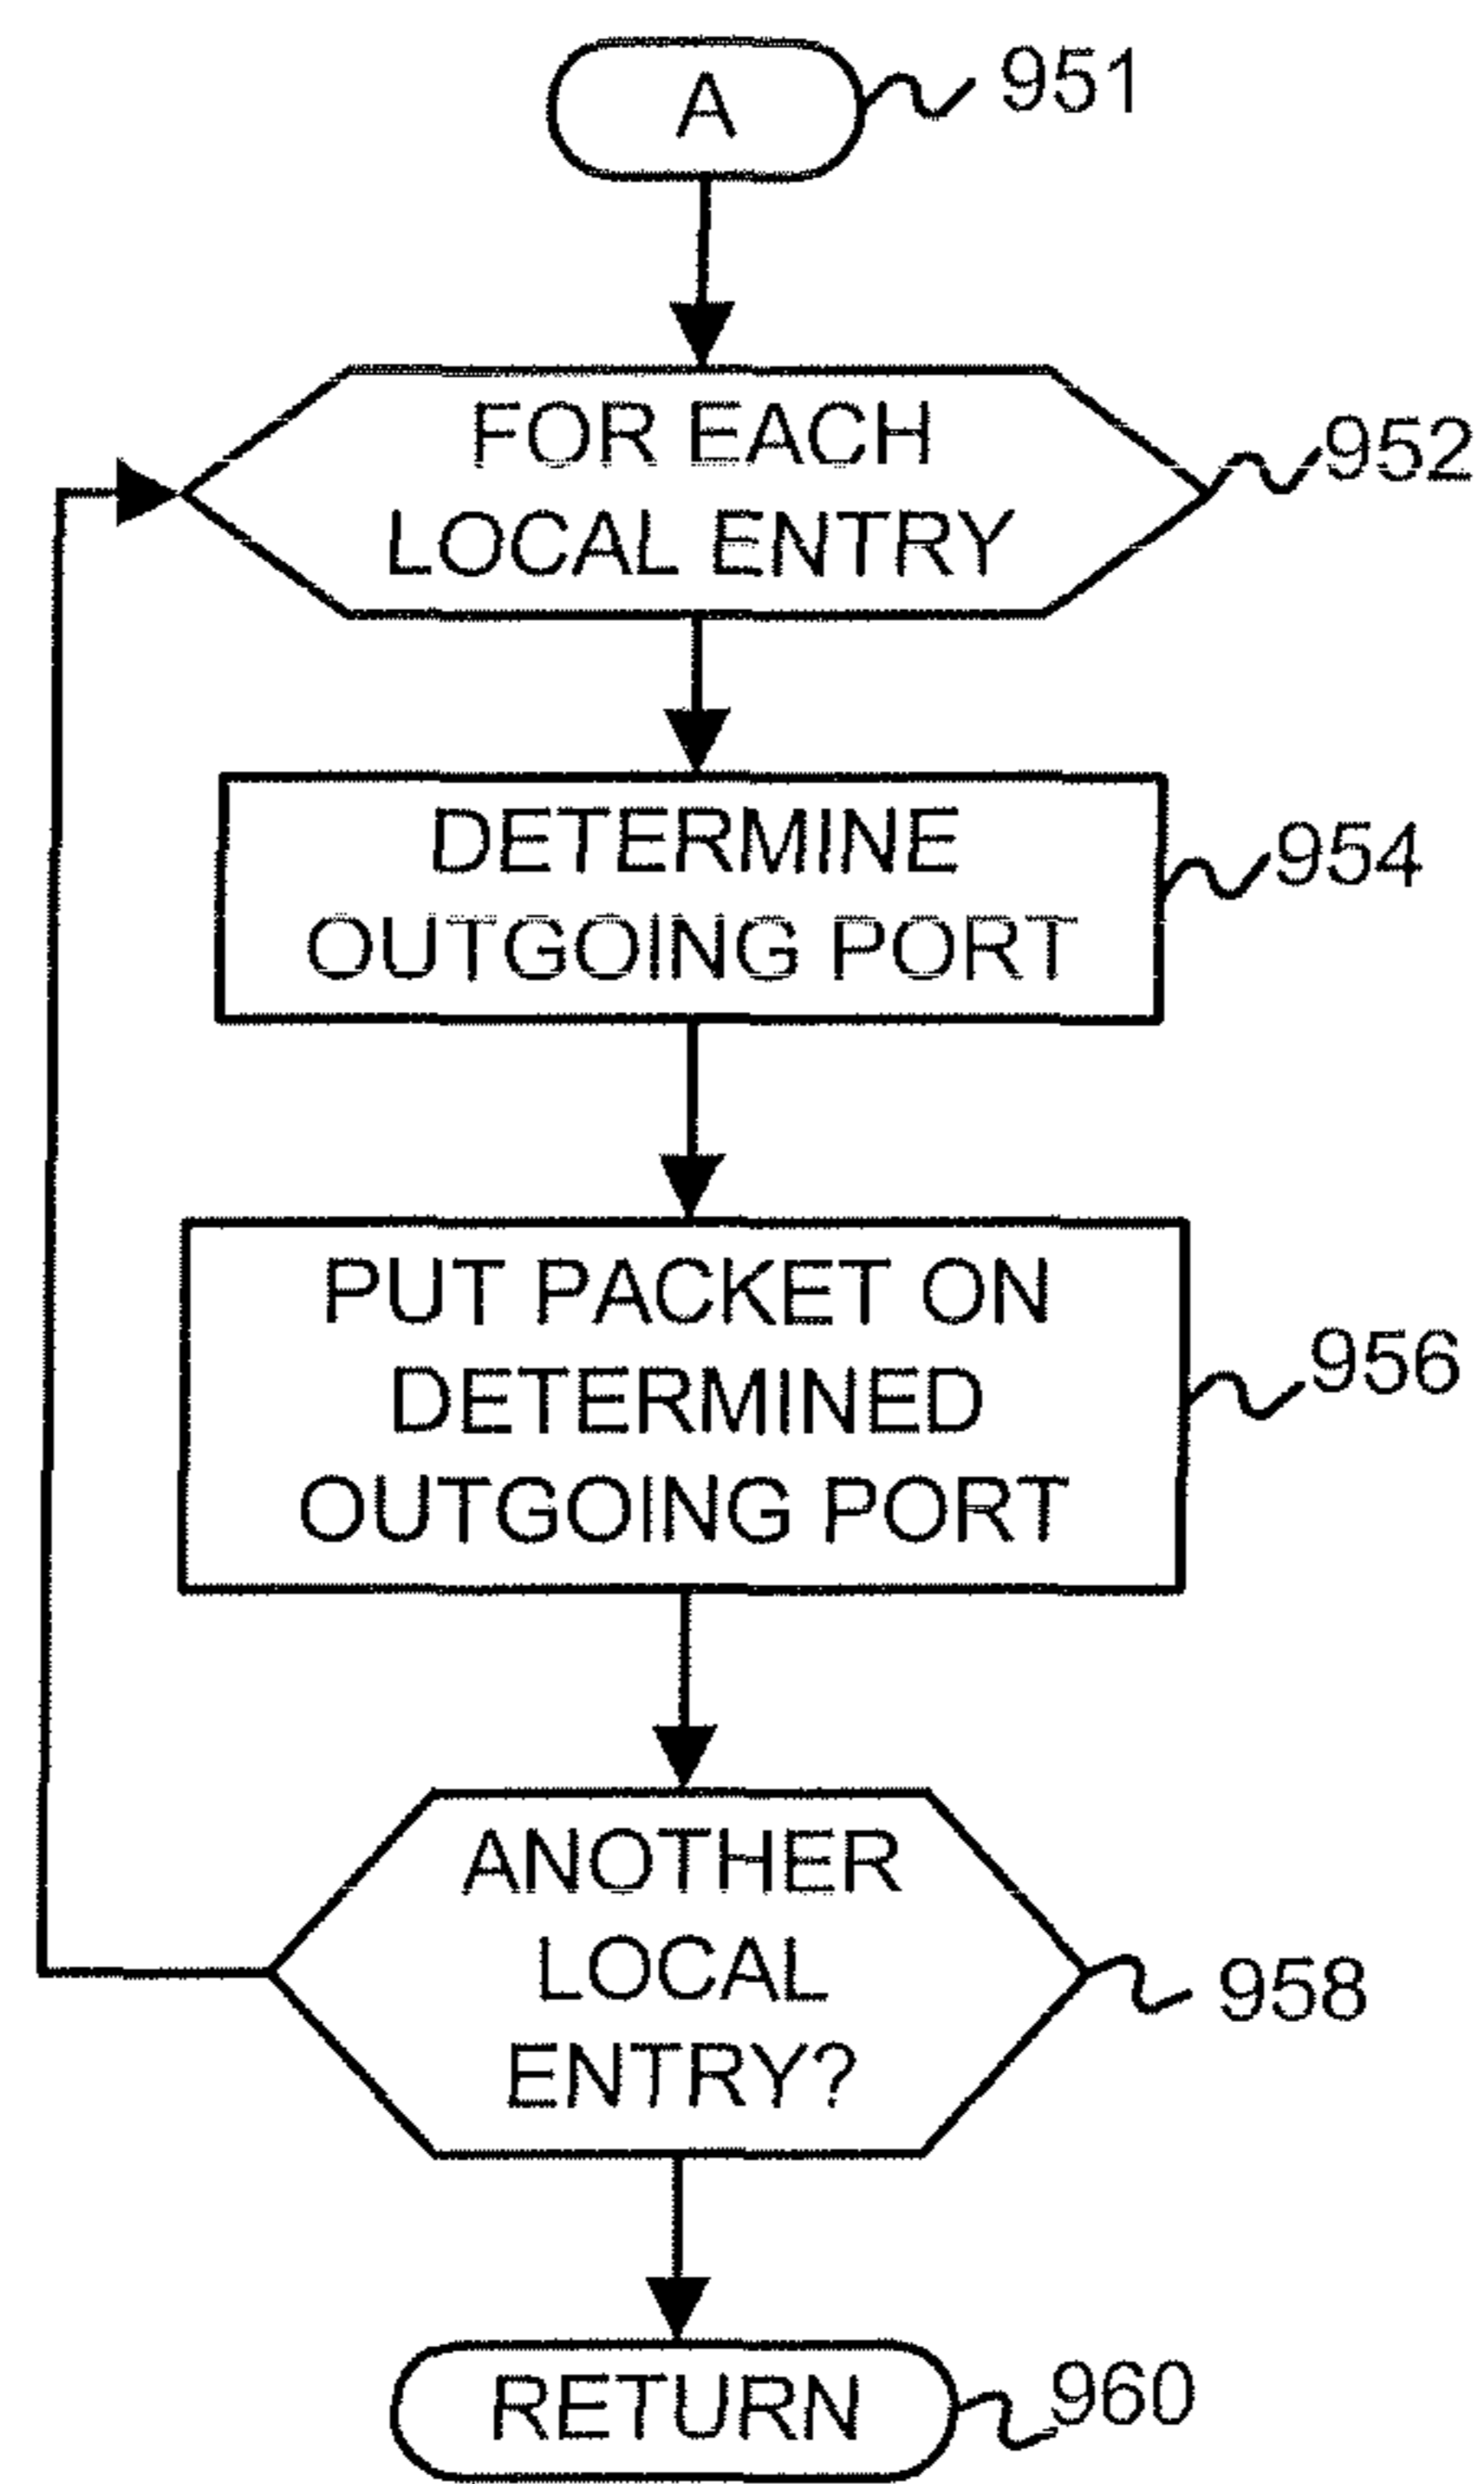 A
951
FOR EACH
LOCAL ENTRY
952
DETERMINE
OUTGOING PORT
954
PUT PACKET ON
DETERMINED
OUTGOING PORT
956
ANOTHER
LOCAL
ENTRY?
958
RETURN
960